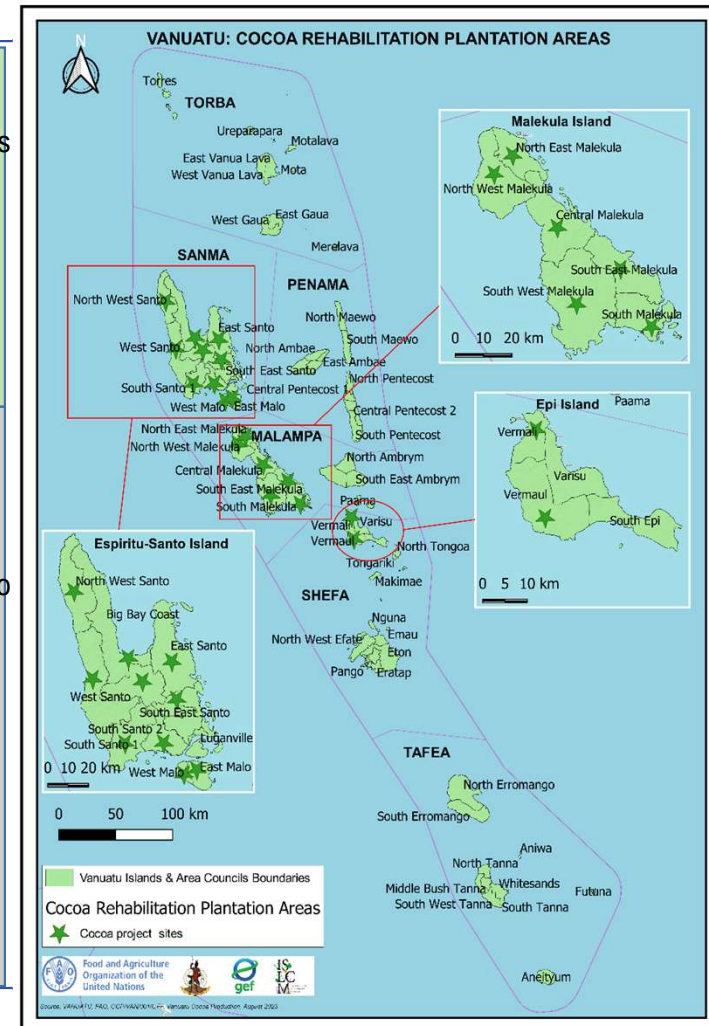 VANUATU: COCOA REHABILITATION PLANTATION AREAS
N
Torres
TORBA
Ureparapara
Motalava
East Vanua Lava
West Vanua Lava
Mota
West Gaua
East Gaua
Merelava
SANMA
PENAMA
North West Santo
East Santo
West Santo
South East Santo
South Santo 1
West Malo
East Malo
North Maewo
South Maewo
North Ambae
East Ambae
North Pentecost
Central Pentecost 1
Central Pentecost 2
South Pentecost
MALAMPA
North East Malekula
North West Malekula
Central Malekula
South East Malekula
South Malekula
North Ambrym
South East Ambrym
Paama
Vermali
Varisu
Vermaul
North Tongoa
Tongariki
Makimae
SHEFA
Nguna
Emau
North West Efate
Eton
Pango
Eratap
TAFEA
North Erromango
South Erromango
Aniwa
North Tanna
Middle Bush Tanna
Whitesands
Futuna
South West Tanna
South Tanna
Aneityum
Malekula Island
North East Malekula
North West Malekula
Central Malekula
South East Malekula
South West Malekula
South Malekula
0 10 20 km
Epi Island
Paama
Vermali
Varisu
Vermaul
South Epi
0 5 10 km
Espiritu-Santo Island
North West Santo
Big Bay Coast
East Santo
West Santo
South East Santo
South Santo 2
South Santo 1
Luganville
West Malo
East Malo
0 10 20 km
0 50 100 km
Vanuatu Islands & Area Councils Boundaries
Cocoa Rehabilitation Plantation Areas
Cocoa project sites
FAO
Food and Agriculture
Organization of the
United Nations
gef
ISLCM
s
o